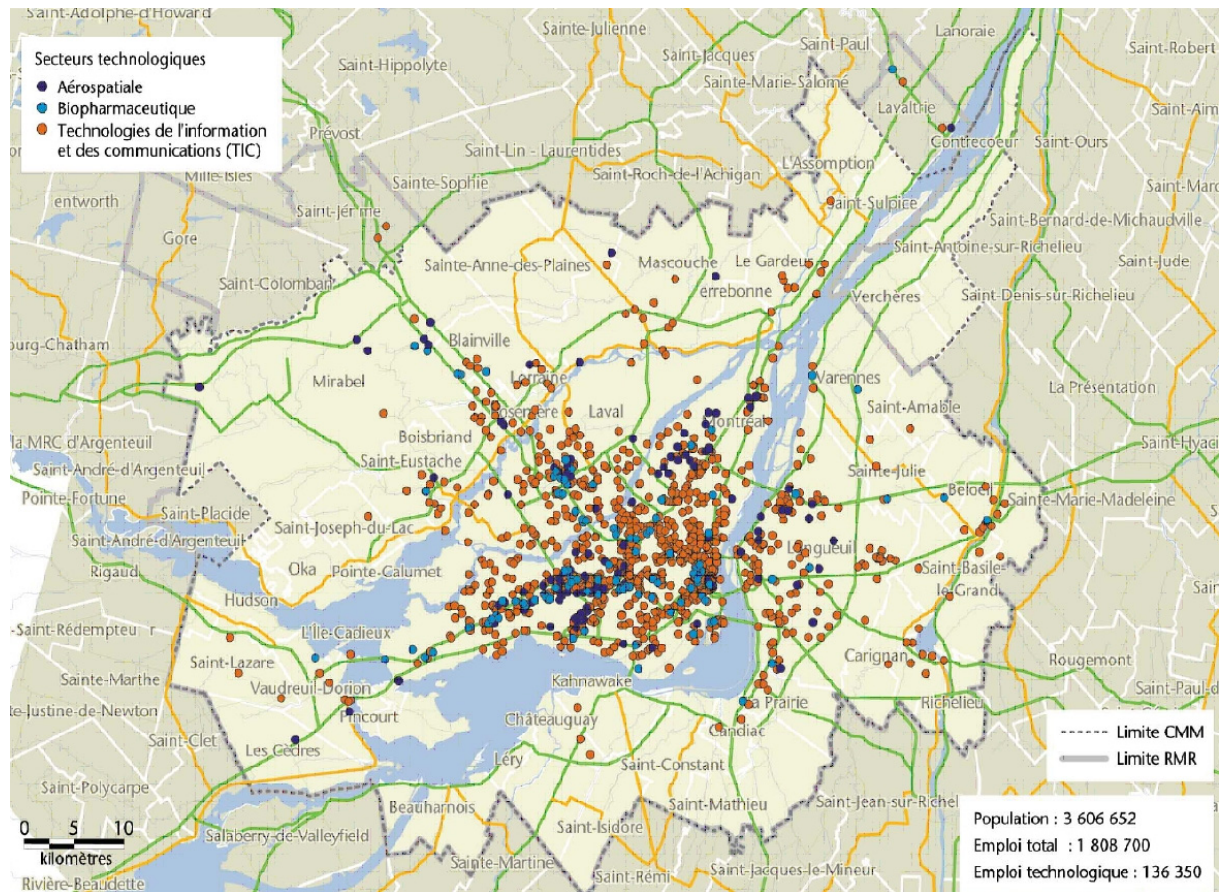 Saint-Adolphe-d'Howard
Sainte-Julienne
Saint-Paul
Lanoraie
Saint-Robert
Secteurs technologiques
Aérospatiale
Biopharmaceutique
Technologies de l'information
et des communications (TIC)
Saint-Hippolyte
Saint-Jacques
Sainte-Marie-Salomé
Lavaltrie
Saint-Aim
Prévost
Contrecoeur
Saint-Ours
Saint-Lin - Laurentides
L'Assomption
Mille-Isles
Sainte-Sophie
Saint-Roch-de-l'Achigan
Saint-Marc
entworth
Saint-Jérme
Saint-Sulpice
Saint-Bernard-de-Michaudville
Gore
Saint-Antoine-sur-Richelieu
Sainte-Anne-des-Plaines
Mascouche
Le Gardeur
Saint-Jude
Saint-Colomban
errebonne
Verchères
Saint-Denis-sur-Richelieu
ourg-Chatham
Blainville
Mirabel
Lorraine
Varennes
La Présentation
Rosemère
Laval
Montréal
Saint-Amable
la MRC d'Argenteuil
Boisbriand
Saint-Hyac
Saint-André-d'Argenteuil
Saint-Eustache
Sainte-Julie
Pointe-Fortune
Beloeil
Sainte-Marie-Madeleine
Saint-Placide
Saint-Joseph-du-Lac
Saint-André-d'Argenteuil
Longueuil
Rigaud
Oka
Pointe-Calumet
Saint-Basile-
le-Grand
Hudson
-Saint-Rédempteu r
L'Île-Cadieux
Saint-Lazare
Carignan
Rougemont
Sainte-Marthe
Vaudreuil-Dorion
Kahnawake
Saint-Paul-d
te-Justine-de-Newton
Pincourt
Châteauguay
La Prairie
Richelieu
Saint-Clet
Les Cèdres
Candiac
Limite CMM
Léry
Saint-Constant
Limite RMR
Saint-Polycarpe
Beauharnois
Saint-Mathieu
Saint-Jean-sur-Richel
0 5 10
kilomètres
Salaberry-de-Valleyfield
Saint-Isidore
Population : 3 606 652
Emploi total : 1 808 700
Sainte-Martine
Saint-Rémi
Saint-Jacques-le-Mineur
Emploi technologique : 136 350
Rivière-Beaudette